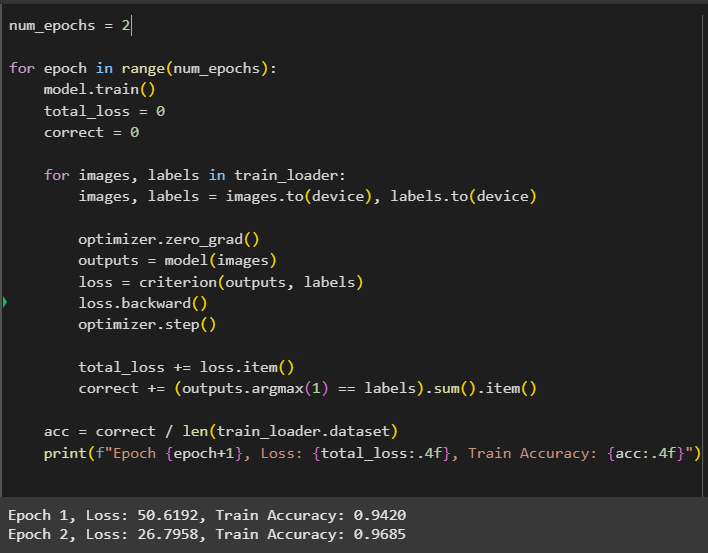 num_epochs = 2
for epoch in range(num_epochs):
    model.train()
    total_loss = 0
    correct = 0
    for images, labels in train_loader:
        images, labels = images.to(device), labels.to(device)
        optimizer.zero_grad()
        outputs = model(images)
        loss = criterion(outputs, labels)
        loss.backward()
        optimizer.step()
        total_loss += loss.item()
        correct += (outputs.argmax(1) == labels).sum().item()
    acc = correct / len(train_loader.dataset)
    print(f"Epoch {epoch+1}, Loss: {total_loss:.4f}, Train Accuracy: {acc:.4f}")
Epoch 1, Loss: 50.6192, Train Accuracy: 0.9420
Epoch 2, Loss: 26.7958, Train Accuracy: 0.9685